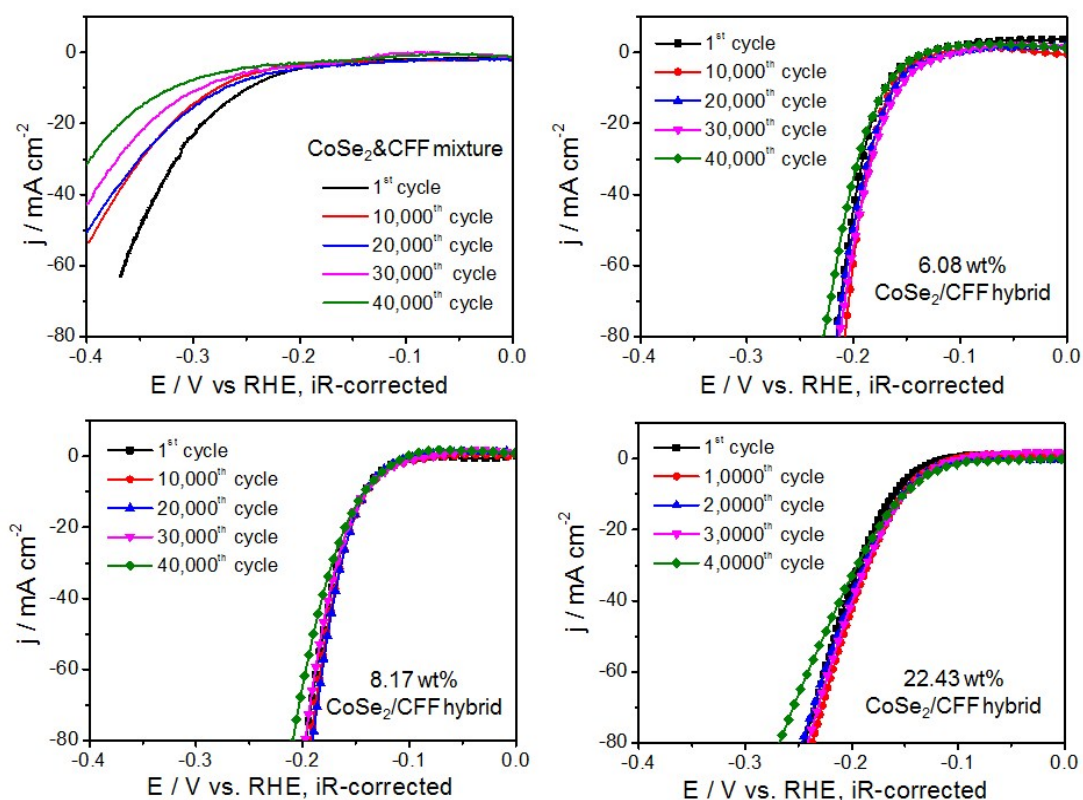 0
-20
-40
-60
-80
j / mA cm⁻²
CoSe₂&CFF mixture
1ˢᵗ cycle
10,000ᵗʰ cycle
20,000ᵗʰ cycle
30,000ᵗʰ cycle
40,000ᵗʰ cycle
-0.4 -0.3 -0.2 -0.1 0.0
E / V vs RHE, iR-corrected
0
-20
-40
-60
-80
j / mA cm⁻²
1ˢᵗ cycle
10,000ᵗʰ cycle
20,000ᵗʰ cycle
30,000ᵗʰ cycle
40,000ᵗʰ cycle
6.08 wt%
CoSe₂/CFF hybrid
-0.4 -0.3 -0.2 -0.1 0.0
E / V vs. RHE, iR-corrected
0
-20
-40
-60
-80
j / mA cm⁻²
1ˢᵗ cycle
10,000ᵗʰ cycle
20,000ᵗʰ cycle
30,000ᵗʰ cycle
40,000ᵗʰ cycle
8.17 wt%
CoSe₂/CFF hybrid
-0.4 -0.3 -0.2 -0.1 0.0
E / V vs. RHE, iR-corrected
0
-20
-40
-60
-80
j / mA cm⁻²
1ˢᵗ cycle
1,0000ᵗʰ cycle
2,0000ᵗʰ cycle
3,0000ᵗʰ cycle
4,0000ᵗʰ cycle
22.43 wt%
CoSe₂/CFF hybrid
-0.4 -0.3 -0.2 -0.1 0.0
E / V vs. RHE, iR-corrected